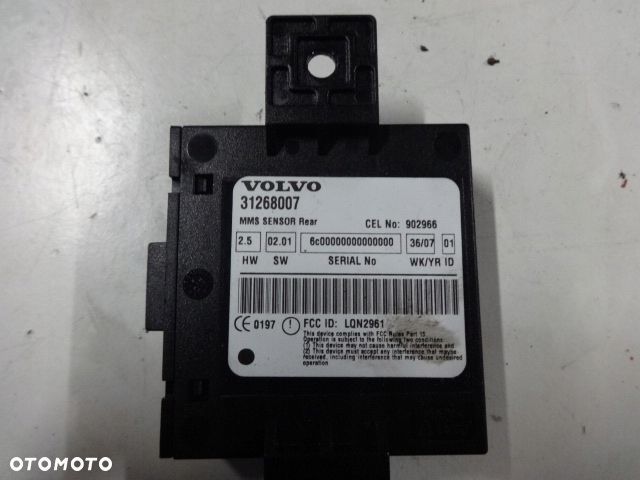 VOLVO
31268007
MMS SENSOR Rear CEL No: 902966
2.5 02.01 6c00000000000000 36/07 01
HW SW SERIAL No WK/YR ID
CE 0197 ! FCC ID: LQN2961
This device complies with FCC Rules Part 15.
Operation is subject to the following two conditions:
(1) This device may not cause harmful interference and
(2) This device must accept any interference that may be
received, including interference that may cause undesired
operation
OTOMOTO
OTOMOTO